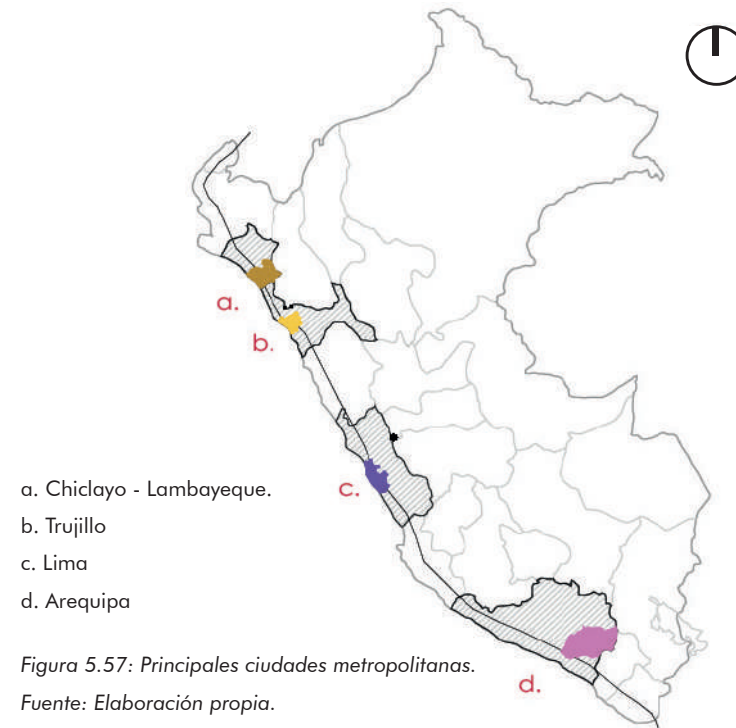 a.
b.
c.
d.
a. Chiclayo - Lambayeque.
b. Trujillo
c. Lima
d. Arequipa
Figura 5.57: Principales ciudades metropolitanas.
Fuente: Elaboración propia.